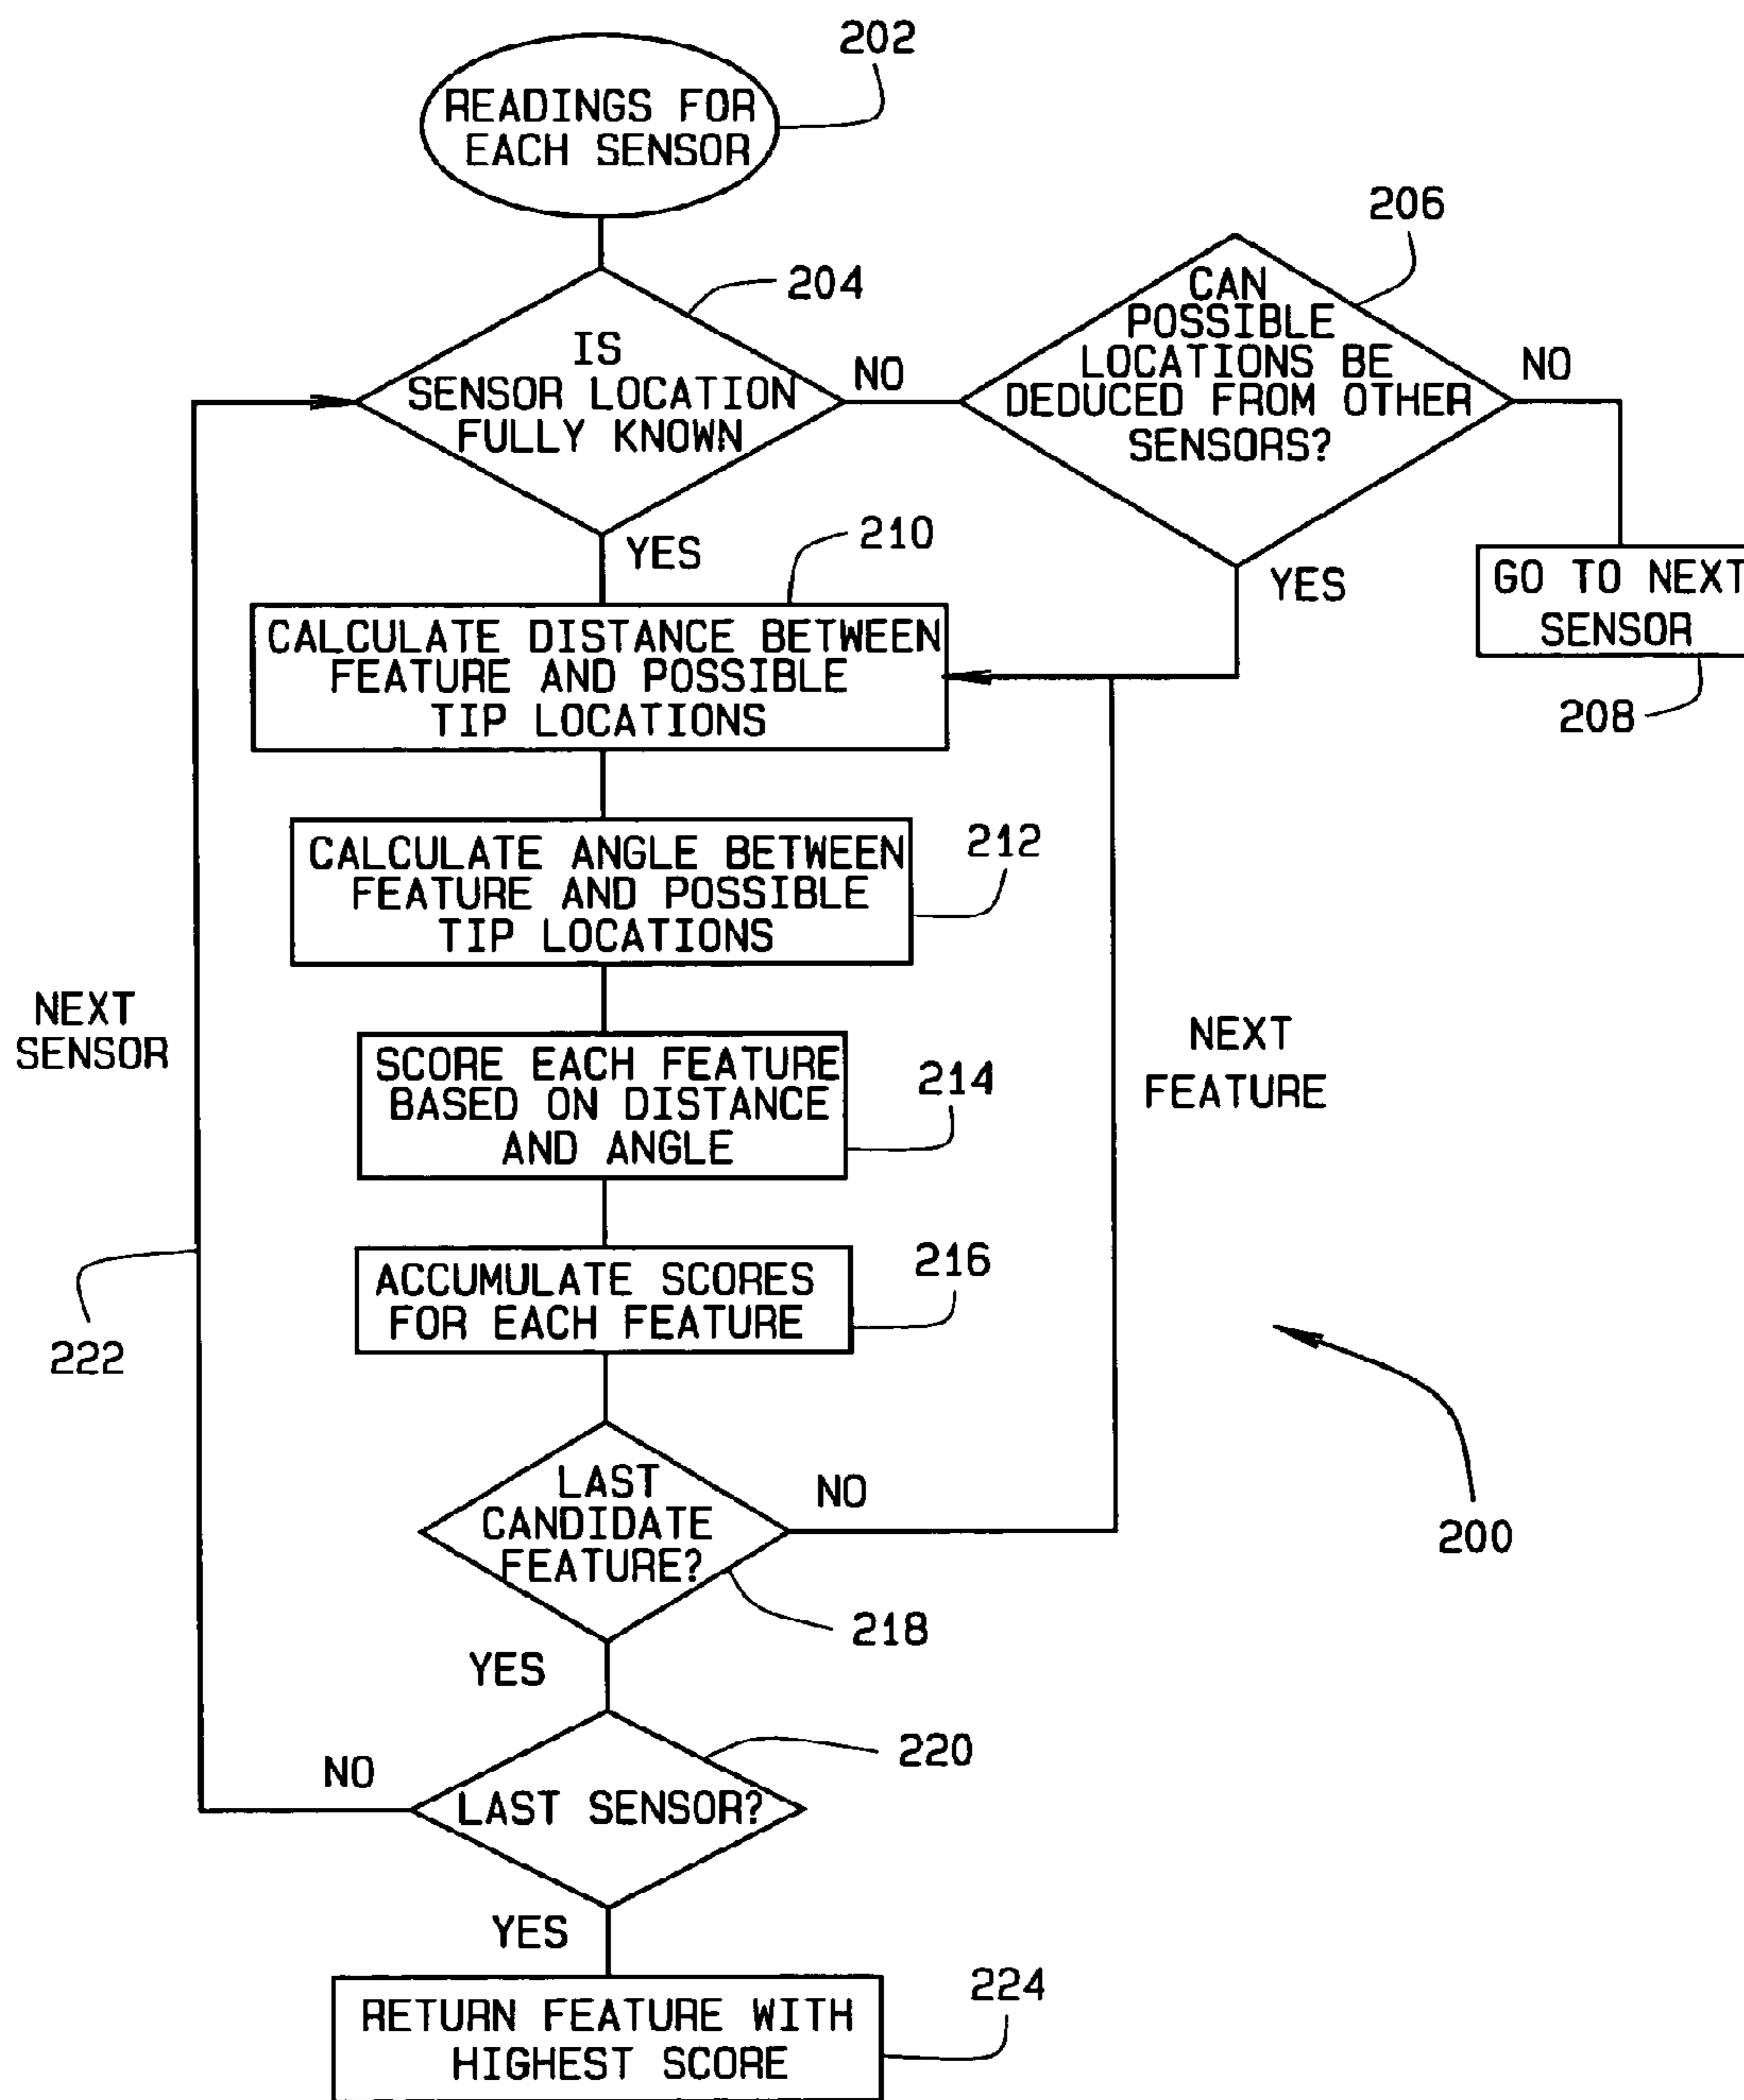 202
READINGS FOR
EACH SENSOR
206
204
CAN
POSSIBLE
LOCATIONS BE
DEDUCED FROM OTHER
SENSORS?
IS
SENSOR LOCATION
FULLY KNOWN
NO
NO
YES
210
YES
GO TO NEXT
SENSOR
208
CALCULATE DISTANCE BETWEEN
FEATURE AND POSSIBLE
TIP LOCATIONS
CALCULATE ANGLE BETWEEN
FEATURE AND POSSIBLE
TIP LOCATIONS
212
NEXT
SENSOR
NEXT
FEATURE
SCORE EACH FEATURE
BASED ON DISTANCE
AND ANGLE
214
ACCUMULATE SCORES
FOR EACH FEATURE
216
222
LAST
CANDIDATE
FEATURE?
NO
200
218
YES
220
NO
LAST SENSOR?
YES
224
RETURN FEATURE WITH
HIGHEST SCORE